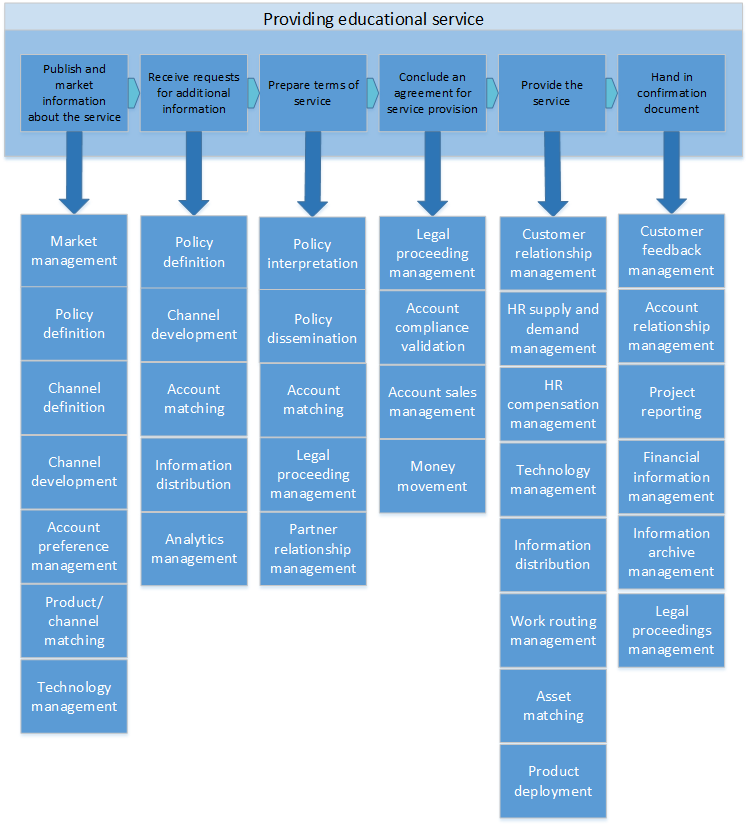 Providing educational service
Publish and
market
information
about the service
Receive requests
for additional
information
Prepare terms of
service
Conclude an
agreement for
service provision
Provide the
service
Hand in
confirmation
document
Market
management
Policy
definition
Channel
definition
Channel
development
Account
preference
management
Product/
channel
matching
Technology
management
Policy
definition
Channel
development
Account
matching
Information
distribution
Analytics
management
Policy
interpretation
Policy
dissemination
Account
matching
Legal
proceeding
management
Partner
relationship
management
Legal
proceeding
management
Account
compliance
validation
Account sales
management
Money
movement
Customer
relationship
management
HR supply and
demand
management
HR
compensation
management
Technology
management
Information
distribution
Work routing
management
Asset
matching
Product
deployment
Customer
feedback
management
Account
relationship
management
Project
reporting
Financial
information
management
Information
archive
management
Legal
proceedings
management